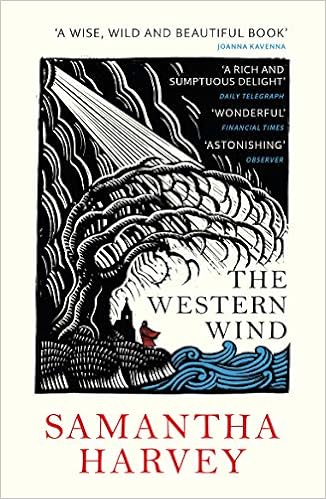 'A WISE, WILD AND BEAUTIFUL BOOK'
JOANNA KAVENNA
'A RICH AND
SUMPTUOUS DELIGHT'
DAILY TELEGRAPH
'WONDERFUL'
FINANCIAL TIMES
'ASTONISHING'
OBSERVER
THE
WESTERN
WIND
SAMANTHA
HARVEY